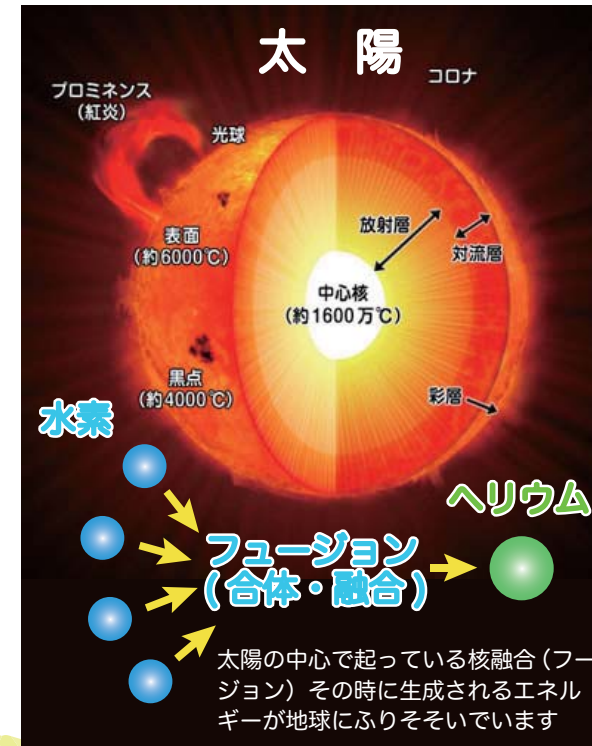 太 陽
コロナ
プロミネンス
(紅炎)
光球
放射層
表面
(約6000℃)
対流層
中心核
(約1600万℃)
黒点
(約4000℃)
彩層
水素
ヘリウム
フュージョン
(合体・融合)
太陽の中心で起っている核融合(フー
ジョン)その時に生成されるエネル
ギーが地球にふりそそいでいます